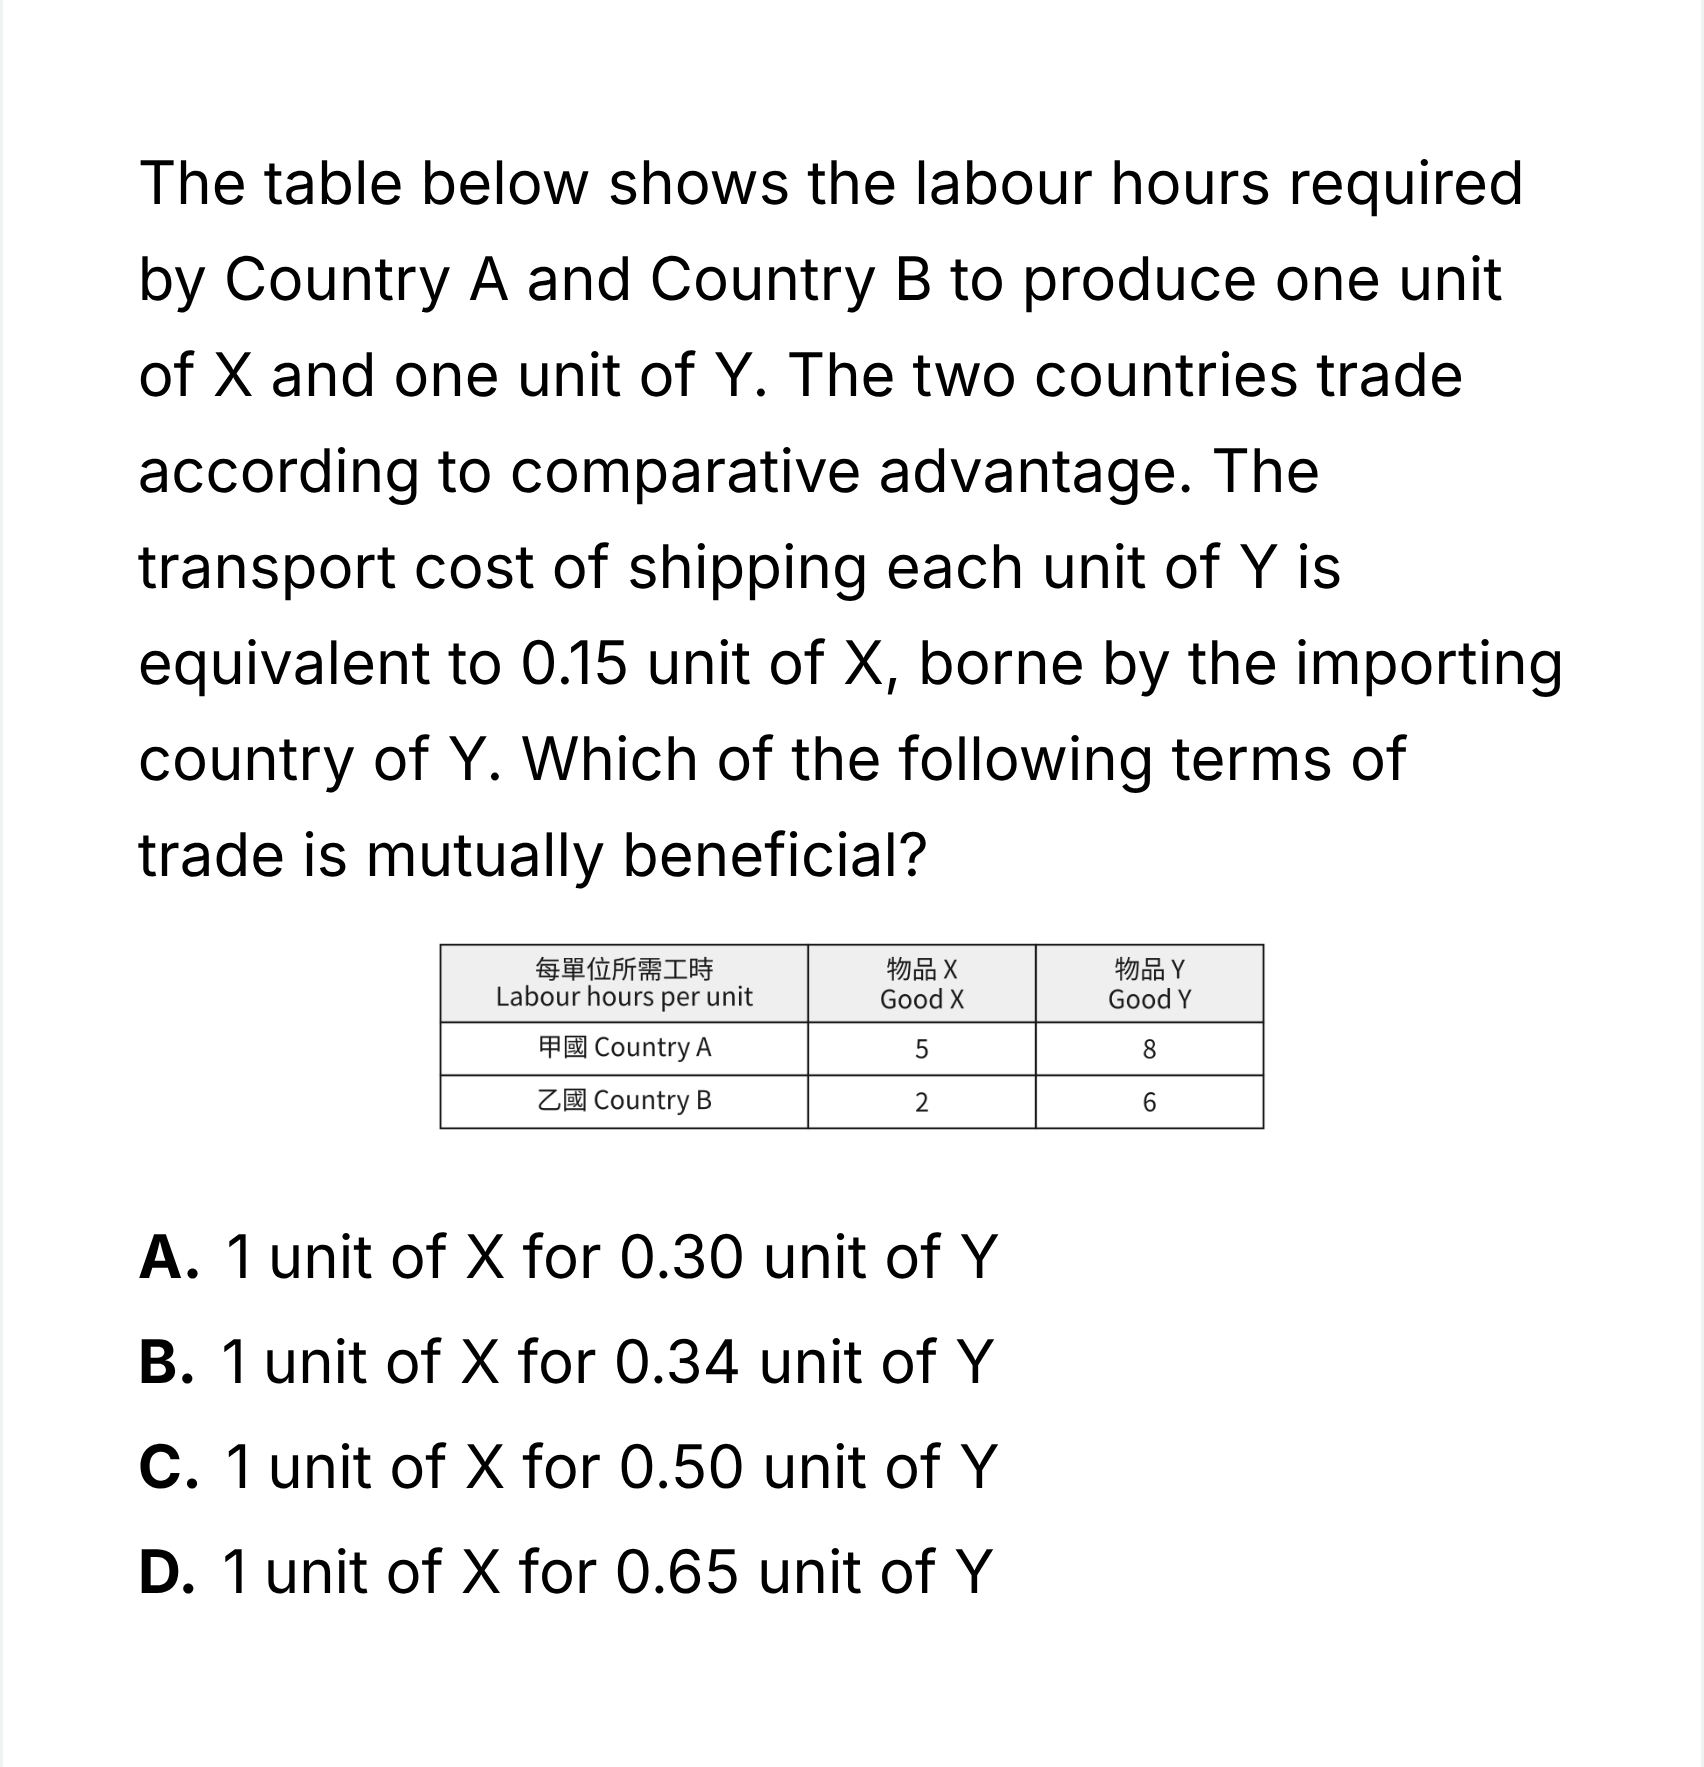 The table below shows the labour hours required
by Country A and Country B to produce one unit
of X and one unit of Y. The two countries trade
according to comparative advantage. The
transport cost of shipping each unit of Y is
equivalent to 0.15 unit of X, borne by the importing
country of Y. Which of the following terms of
trade is mutually beneficial?
每單位所需工時 物品 X 物品 Y
Labour hours per unit Good X Good Y
甲國 Country A 5 8
乙國 Country B 2 6
A. 1 unit of X for 0.30 unit of Y
B. 1 unit of X for 0.34 unit of Y
C. 1 unit of X for 0.50 unit of Y
D. 1 unit of X for 0.65 unit of Y